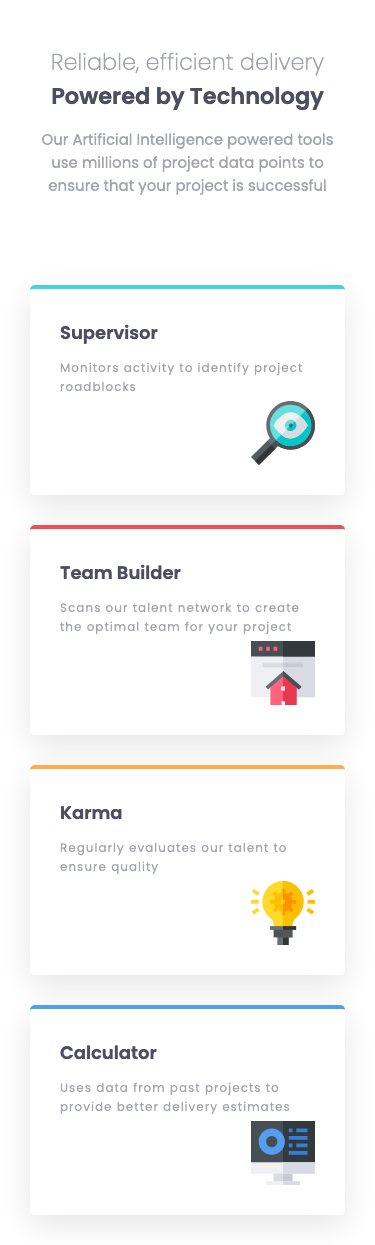 Reliable, efficient delivery
Powered by Technology
Our Artificial Intelligence powered tools
use millions of project data points to
ensure that your project is successful
Supervisor
Monitors activity to identify project
roadblocks
Team Builder
Scans our talent network to create
the optimal team for your project
Karma
Regularly evaluates our talent to
ensure quality
Calculator
Uses data from past projects to
provide better delivery estimates